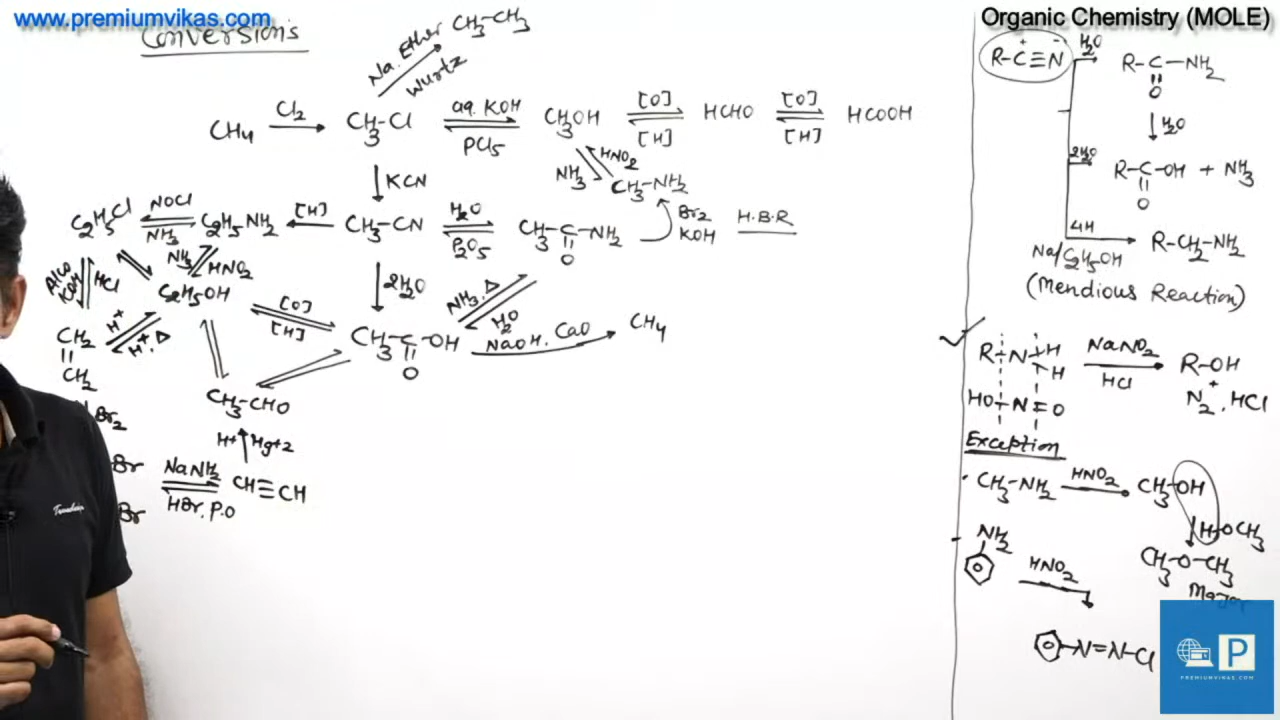 www.premiumvikas.com
Organic Chemistry (MOLE)
Conversions
Na. Ether CH3-CH3
Wurtz
CH4 Cl2 CH3-Cl aq. KOH PCl5 CH3OH [O] [H] HCHO [O] [H] HCOOH
KCN
NH3 HNO2
CH3-NH2
C2H5Cl NOCl NH3 C2H5NH2 [H] CH3-CN H2O P2O5 CH3-C-NH2 Br2 KOH H.B.R
O
Alco KOH HCl
NH3 HNO2
C2H5OH [O] [H]
2H2O
NH3.Δ H2O
CH2 H+ H+.Δ
CH2
CH3-C-OH NaOH. CaO CH4
O
CH3-CHO
Br2
H+ Hg+2
Br NaNH2 CH≡CH
HBr. P.O
Br
R-C≡N
+ -
H2O R-C-NH2
O
H2O
2H2O R-C-OH + NH3
O
4H R-CH2-NH2
Na/C2H5OH
(Mendious Reaction)
R-N-H NaNO2 R-OH
H HCl +
HO-N=O N2.HCl
Exception
CH3-NH2 HNO2 CH3-OH
H-OCH3
CH3-O-CH3
Major
NH2
HNO2
N=N-Cl
P
PREMIUMVIKAS.COM